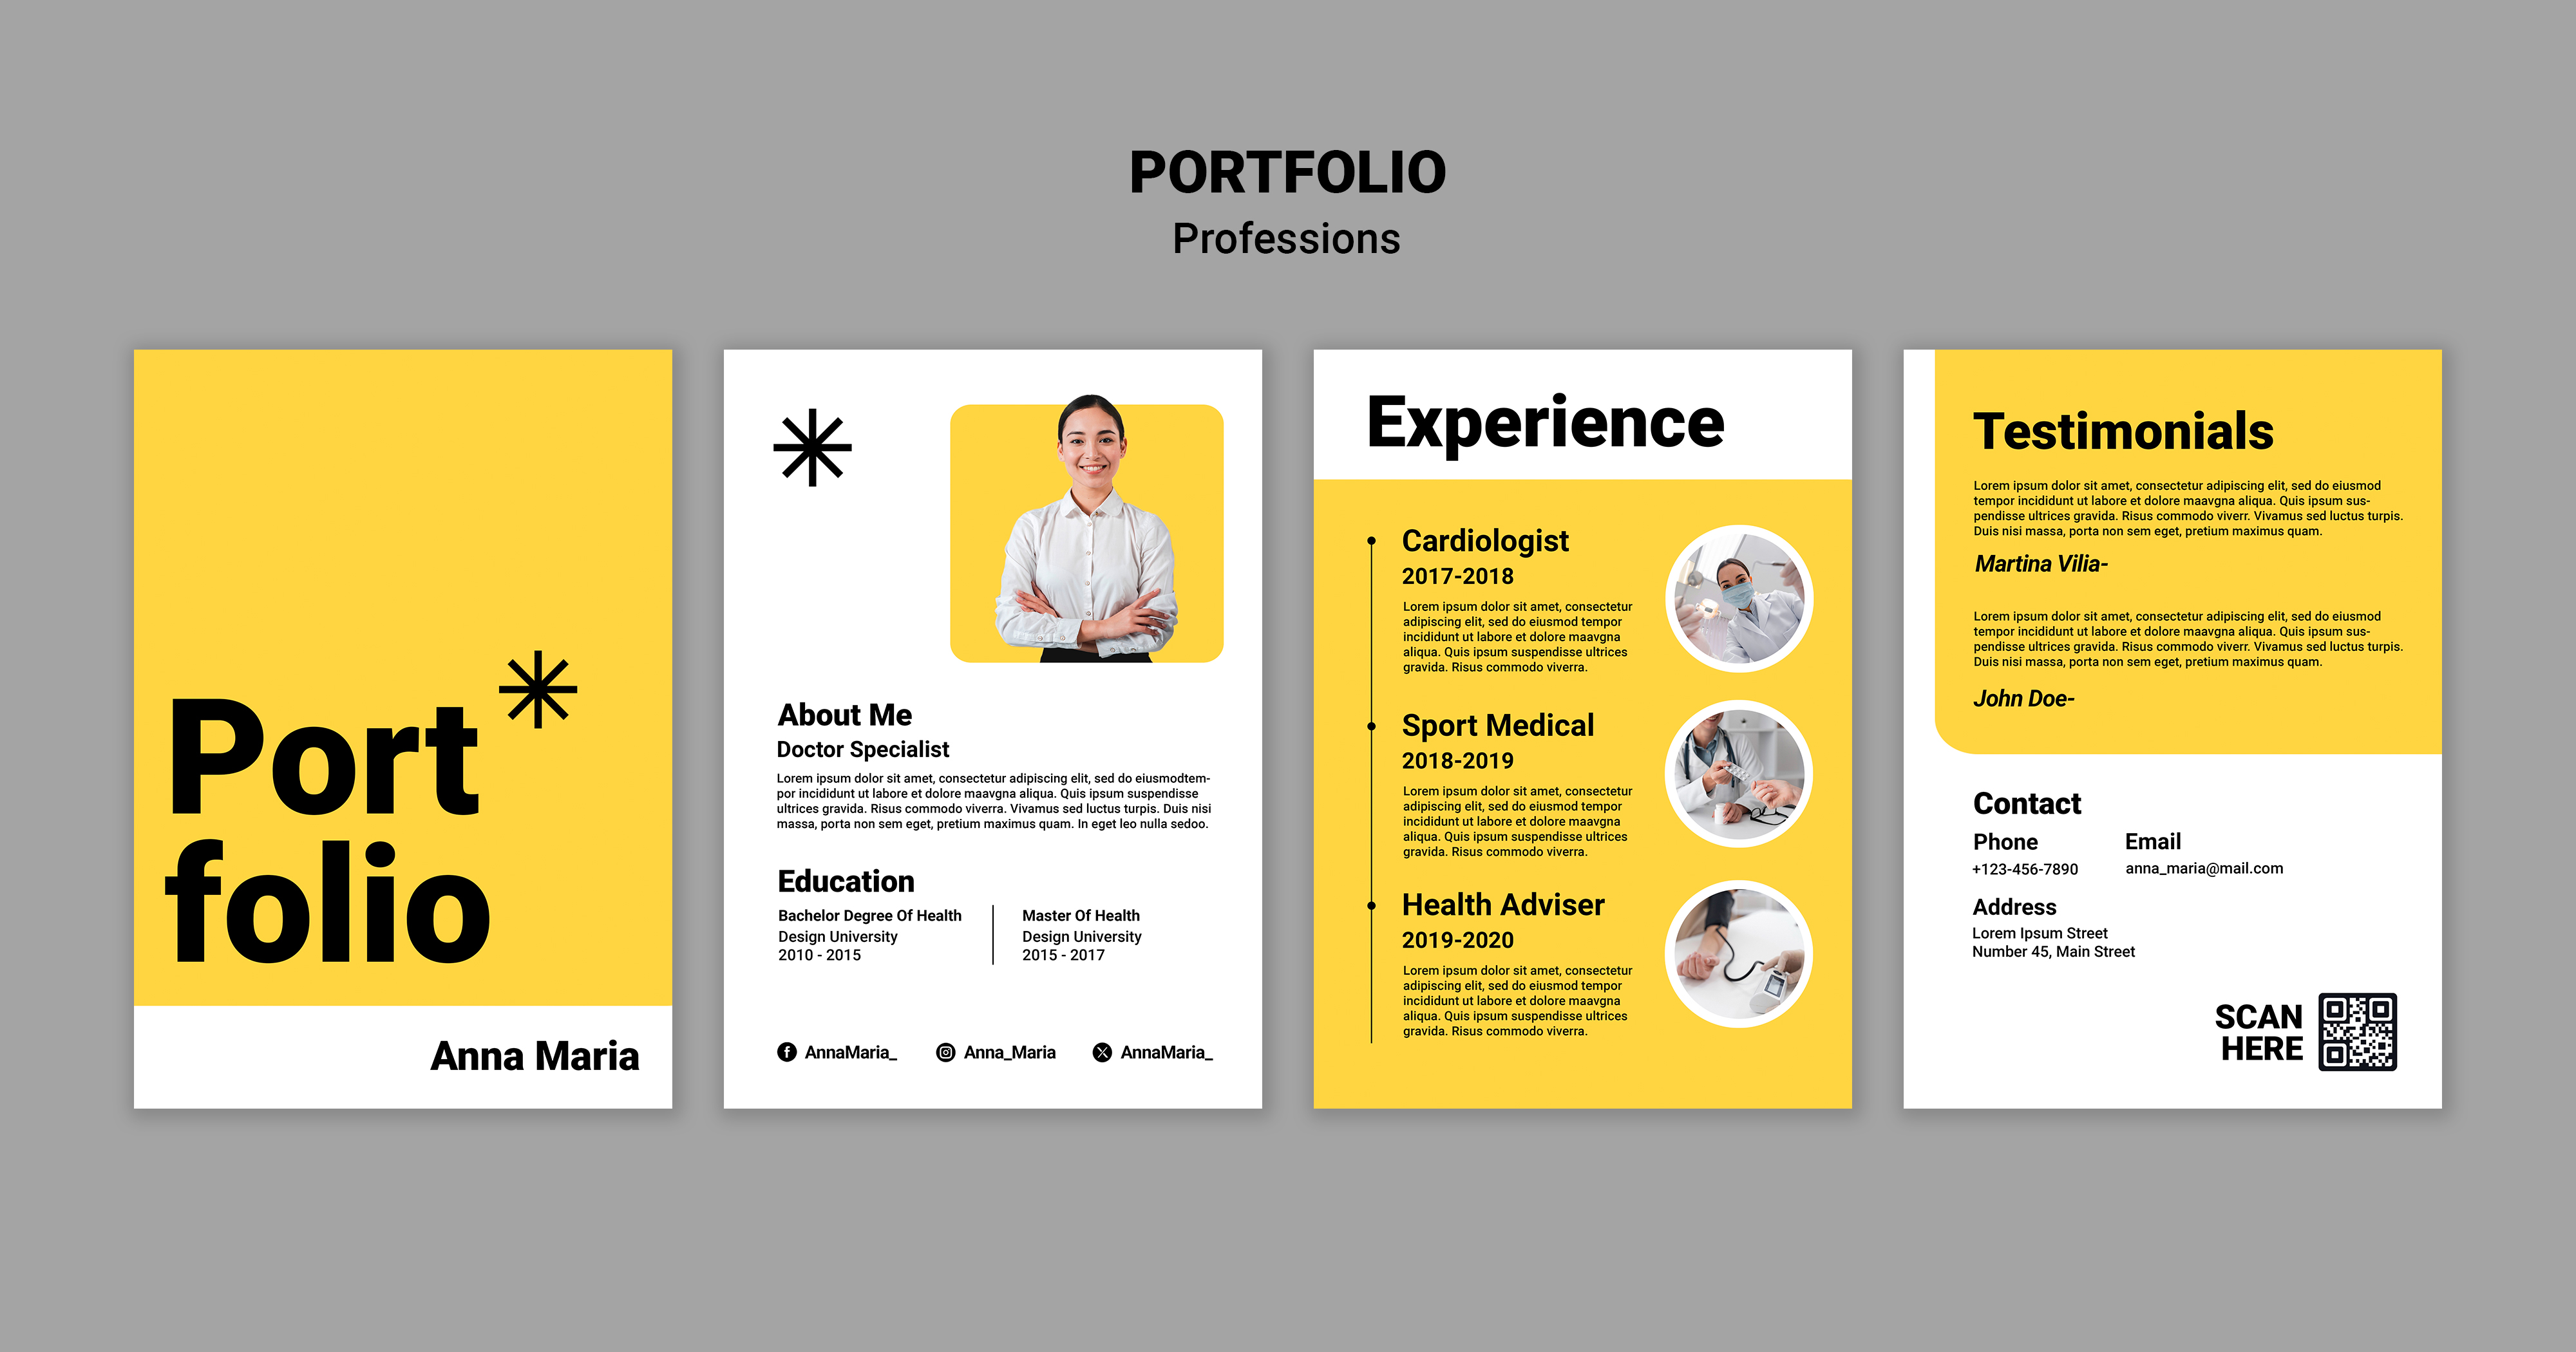 PORTFOLIO
Professions
Port
folio
Anna Maria
About Me
Doctor Specialist
Lorem ipsum dolor sit amet, consectetur adipiscing elit, sed do eiusmodtem-
por incididunt ut labore et dolore maavgna aliqua. Quis ipsum suspendisse
ultrices gravida. Risus commodo viverra. Vivamus sed luctus turpis. Duis nisi
massa, porta non sem eget, pretium maximus quam. In eget leo nulla sedoo.
Education
Bachelor Degree Of Health
Design University
2010 - 2015
Master Of Health
Design University
2015 - 2017
AnnaMaria_
Anna_Maria
AnnaMaria_
Experience
Cardiologist
2017-2018
Lorem ipsum dolor sit amet, consectetur
adipiscing elit, sed do eiusmod tempor
incididunt ut labore et dolore maavgna
aliqua. Quis ipsum suspendisse ultrices
gravida. Risus commodo viverra.
Sport Medical
2018-2019
Lorem ipsum dolor sit amet, consectetur
adipiscing elit, sed do eiusmod tempor
incididunt ut labore et dolore maavgna
aliqua. Quis ipsum suspendisse ultrices
gravida. Risus commodo viverra.
Health Adviser
2019-2020
Lorem ipsum dolor sit amet, consectetur
adipiscing elit, sed do eiusmod tempor
incididunt ut labore et dolore maavgna
aliqua. Quis ipsum suspendisse ultrices
gravida. Risus commodo viverra.
Testimonials
Lorem ipsum dolor sit amet, consectetur adipiscing elit, sed do eiusmod
tempor incididunt ut labore et dolore maavgna aliqua. Quis ipsum sus-
pendisse ultrices gravida. Risus commodo viverr. Vivamus sed luctus turpis.
Duis nisi massa, porta non sem eget, pretium maximus quam.
Martina Vilia-
Lorem ipsum dolor sit amet, consectetur adipiscing elit, sed do eiusmod
tempor incididunt ut labore et dolore maavgna aliqua. Quis ipsum sus-
pendisse ultrices gravida. Risus commodo viverr. Vivamus sed luctus turpis.
Duis nisi massa, porta non sem eget, pretium maximus quam.
John Doe-
Contact
Phone
+123-456-7890
Email
anna_maria@mail.com
Address
Lorem Ipsum Street
Number 45, Main Street
SCAN
HERE